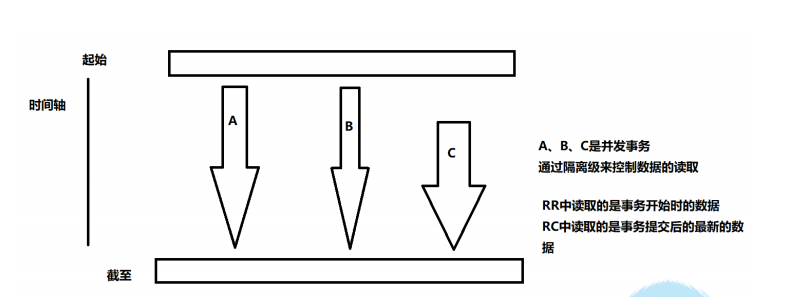 起始
时间轴
A
B
C
A、B、C是并发事务
通过隔离级来控制数据的读取
RR中读取的是事务开始时的数据
RC中读取的是事务提交后的最新的数
据
截至